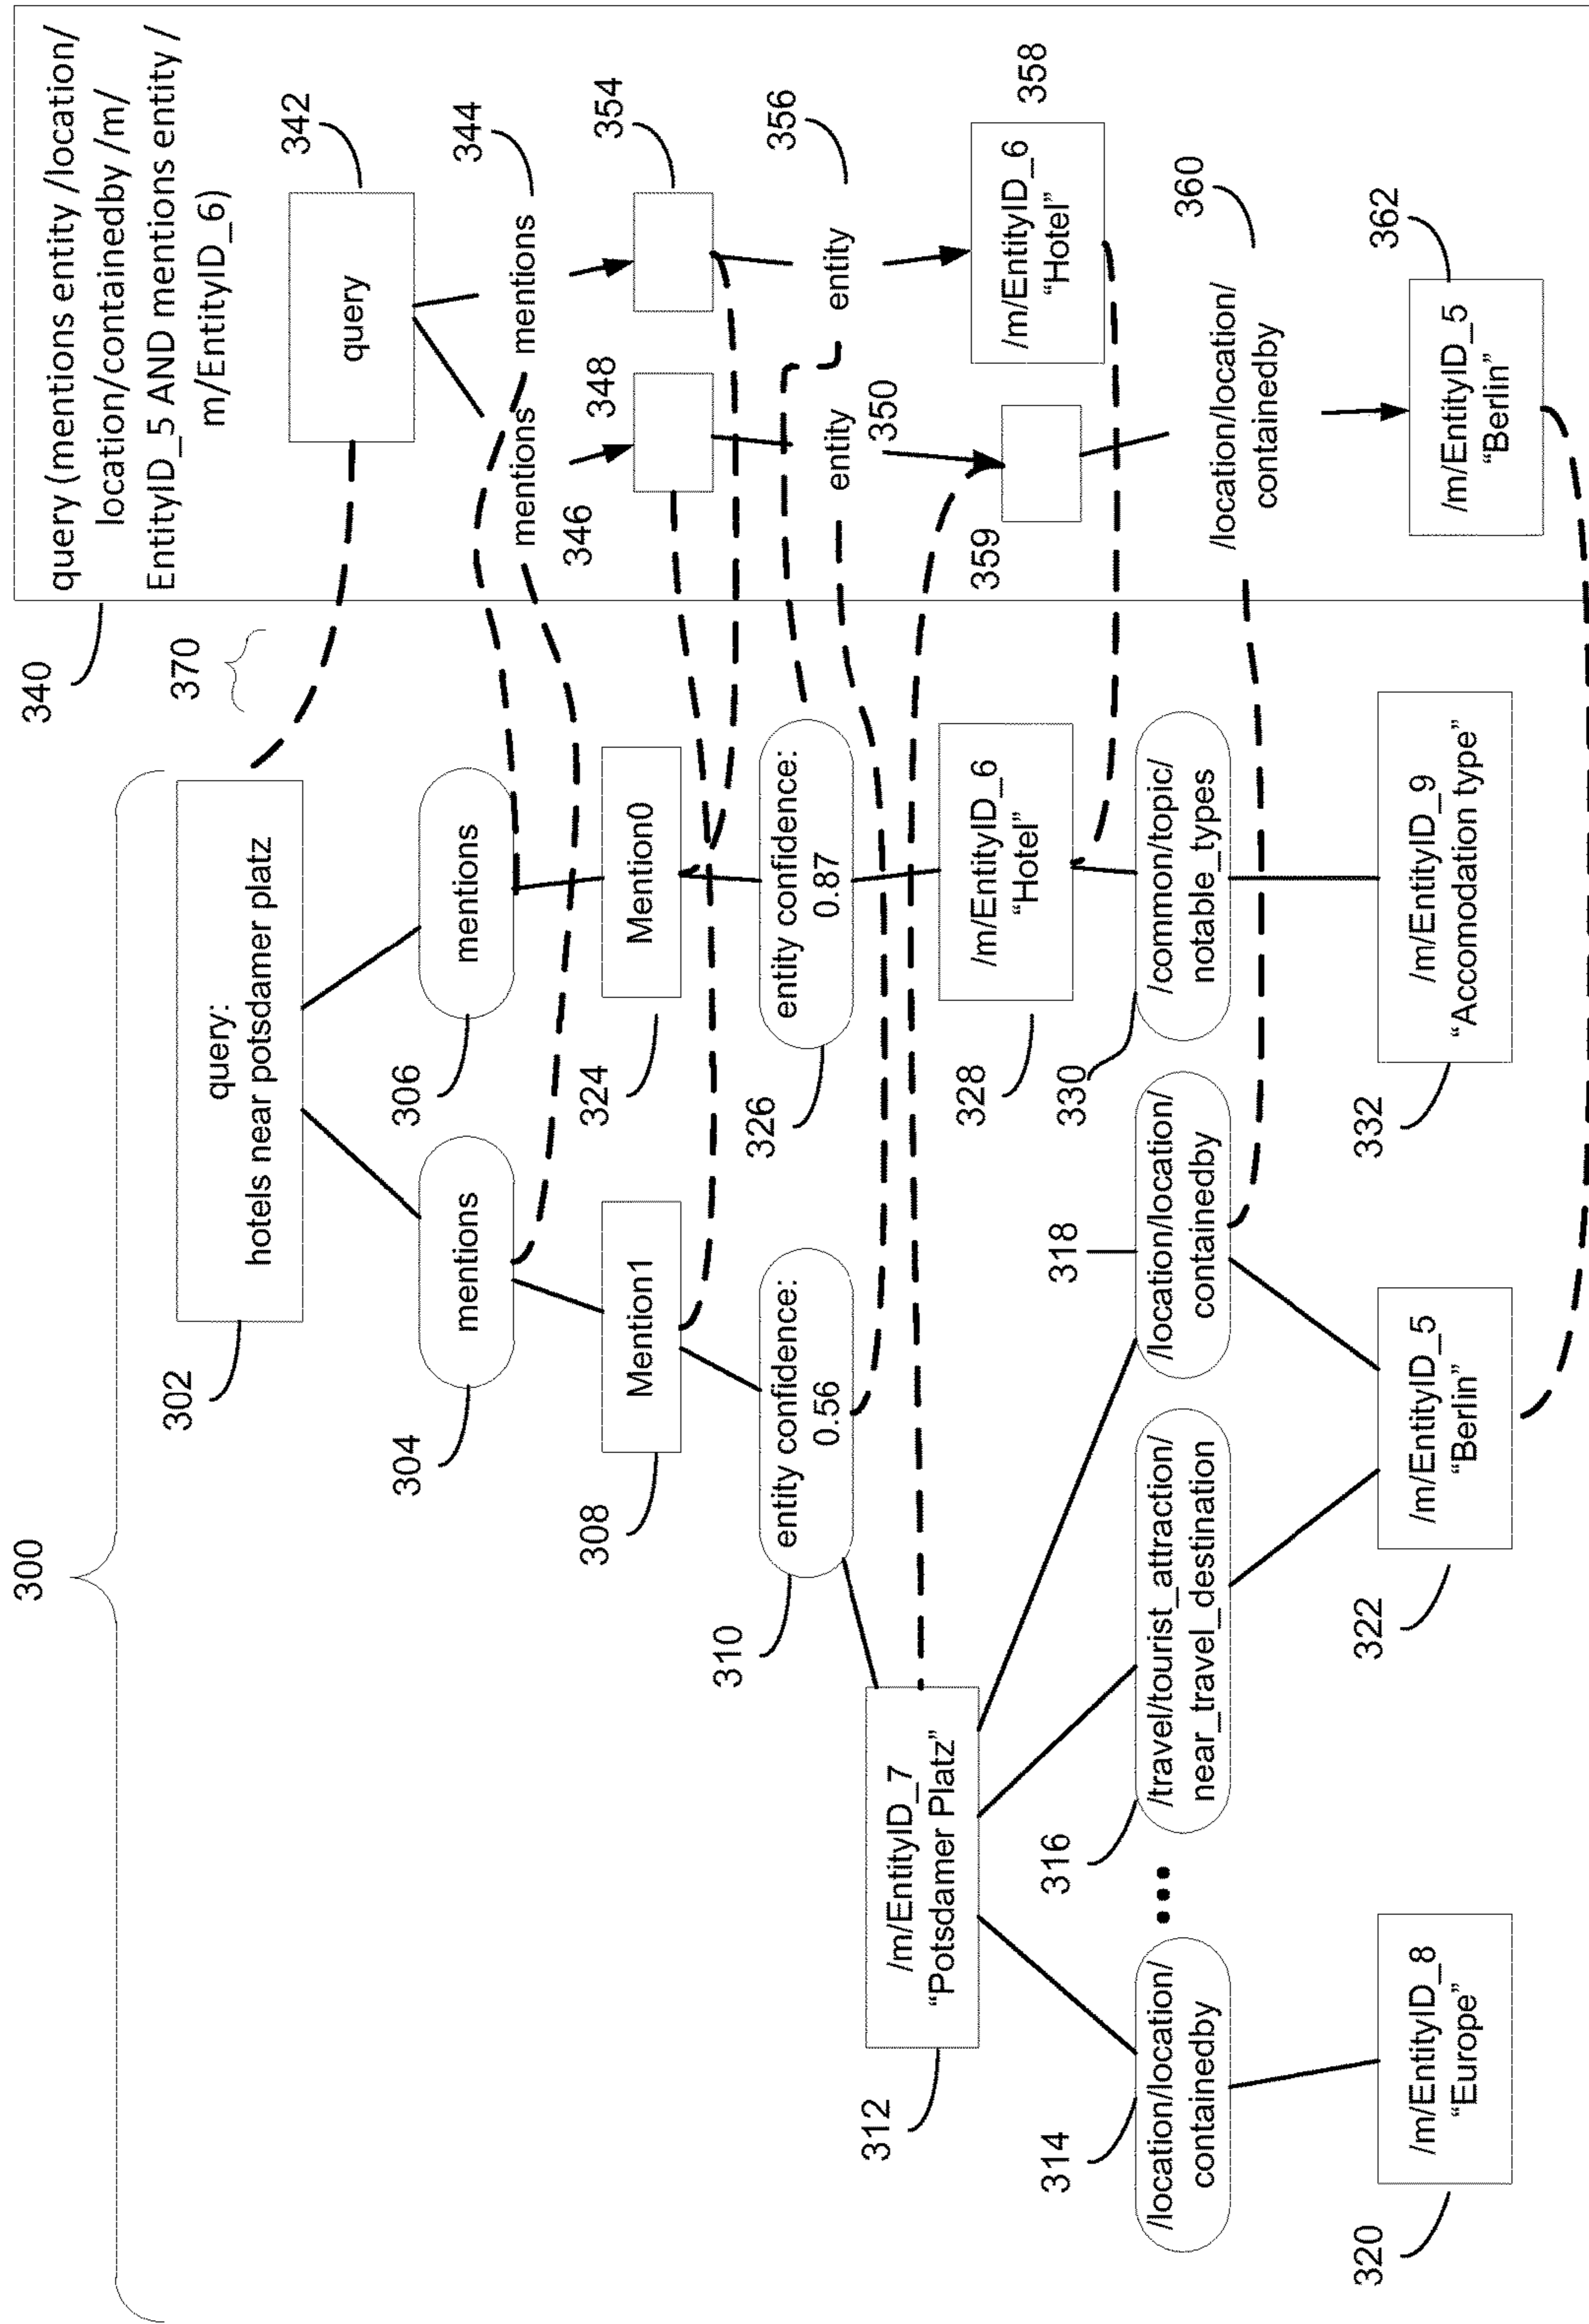 300
340
370
query (mentions entity /location/
location/containedby /m/
EntityID_5 AND mentions entity /
m/EntityID_6)
302
query:
hotels near potsdamer platz
query
342
304
mentions
306
mentions
346
mentions
mentions
344
308
Mention1
324
Mention0
348
354
310
entity confidence:
0.56
326
entity confidence:
0.87
entity
350
entity
356
312
/m/EntityID_7
“Potsdamer Platz”
328
/m/EntityID_6
“Hotel”
359
/m/EntityID_6
“Hotel”
358
314
/location/location/
containedby
•••
316
/travel/tourist_attraction/
near_travel_destination
318
/location/location/
containedby
330
/common/topic/
notable_types
/location/location/
containedby
360
320
/m/EntityID_8
“Europe”
322
/m/EntityID_5
“Berlin”
332
/m/EntityID_9
“Accomodation type”
/m/EntityID_5
“Berlin”
362